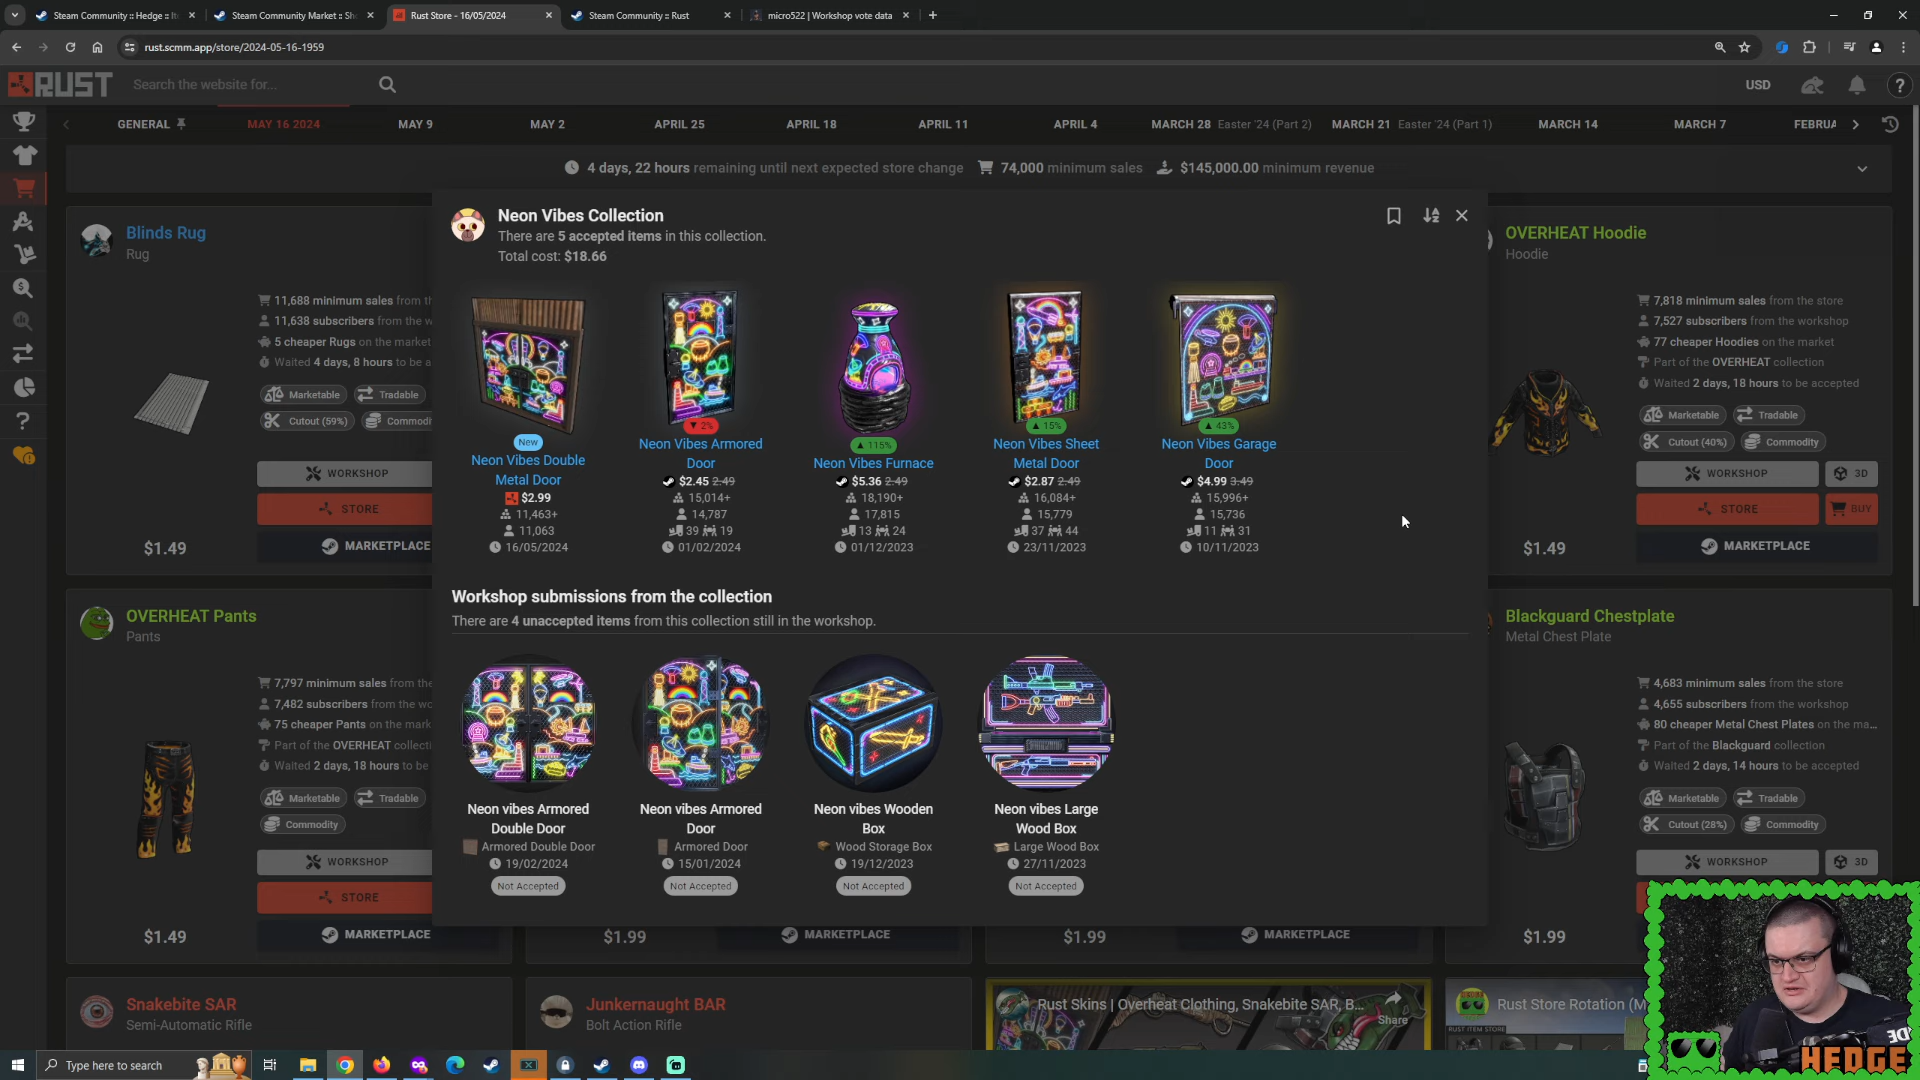 Steam Community :: Hedge :: It
Steam Community Market :: Sh
Rust Store - 16/05/2024
Steam Community :: Rust
micro522 | Workshop vote data
rust.scmm.app/store/2024-05-16-1959
RUST
Search the website for...
USD
GENERAL
MAY 16 2024
MAY 9
MAY 2
APRIL 25
APRIL 18
APRIL 11
APRIL 4
MARCH 28 Easter '24 (Part 2)
MARCH 21 Easter '24 (Part 1)
MARCH 14
MARCH 7
FEBRUA
4 days, 22 hours remaining until next expected store change
74,000 minimum sales
$145,000.00 minimum revenue
Blinds Rug
Rug
11,688 minimum sales from th
11,638 subscribers from the w
5 cheaper Rugs on the market
Waited 4 days, 8 hours to be a
Marketable
Tradable
Cutout (59%)
Commodi
WORKSHOP
STORE
$1.49
MARKETPLACE
Neon Vibes Collection
There are 5 accepted items in this collection.
Total cost: $18.66
New
Neon Vibes Double
Metal Door
$2.99
11,463+
11,063
16/05/2024
▼ 2%
Neon Vibes Armored
Door
$2.45 2.49
15,014+
14,787
39 19
01/02/2024
▲ 115%
Neon Vibes Furnace
$5.36 2.49
18,190+
17,815
13 24
01/12/2023
▲ 15%
Neon Vibes Sheet
Metal Door
$2.87 2.49
16,084+
15,779
37 44
23/11/2023
▲ 43%
Neon Vibes Garage
Door
$4.99 3.49
15,996+
15,736
11 31
10/11/2023
Workshop submissions from the collection
There are 4 unaccepted items from this collection still in the workshop.
Neon vibes Armored
Double Door
Armored Double Door
19/02/2024
Not Accepted
Neon vibes Armored
Door
Armored Door
15/01/2024
Not Accepted
Neon vibes Wooden
Box
Wood Storage Box
19/12/2023
Not Accepted
Neon vibes Large
Wood Box
Large Wood Box
27/11/2023
Not Accepted
OVERHEAT Hoodie
Hoodie
7,818 minimum sales from the store
7,527 subscribers from the workshop
77 cheaper Hoodies on the market
Part of the OVERHEAT collection
Waited 2 days, 18 hours to be accepted
Marketable
Tradable
Cutout (40%)
Commodity
WORKSHOP
3D
STORE
BUY
$1.49
MARKETPLACE
OVERHEAT Pants
Pants
7,797 minimum sales from the
7,482 subscribers from the wo
75 cheaper Pants on the mark
Part of the OVERHEAT collecti
Waited 2 days, 18 hours to be
Marketable
Tradable
Commodity
WORKSHOP
STORE
$1.49
MARKETPLACE
$1.99
MARKETPLACE
$1.99
MARKETPLACE
Blackguard Chestplate
Metal Chest Plate
4,683 minimum sales from the store
4,655 subscribers from the workshop
80 cheaper Metal Chest Plates on the ma...
Part of the Blackguard collection
Waited 2 days, 14 hours to be accepted
Marketable
Tradable
Cutout (28%)
Commodity
WORKSHOP
3D
$1.99
Snakebite SAR
Semi-Automatic Rifle
Junkernaught BAR
Bolt Action Rifle
Rust Skins | Overheat Clothing, Snakebite SAR, B...
Share
Rust Store Rotation (M
RUST ITEM STORE
Type here to search
HEDGE